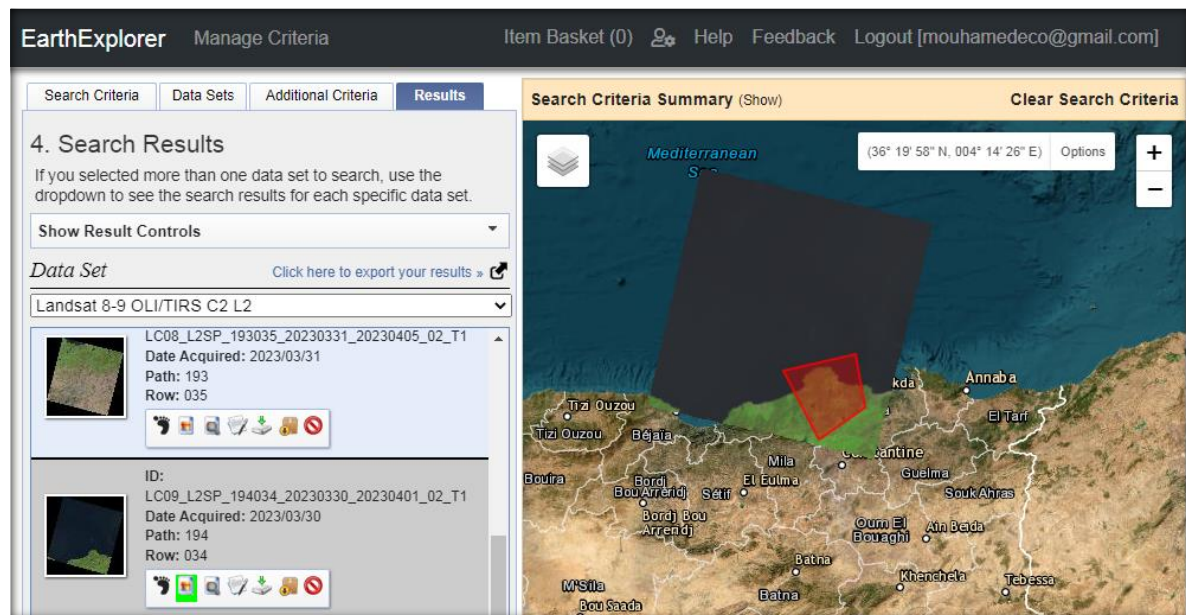 EarthExplorer Manage Criteria Item Basket (0) Help Feedback Logout [mouhamedeco@gmail.com]
Search Criteria Data Sets Additional Criteria Results
4. Search Results
If you selected more than one data set to search, use the
dropdown to see the search results for each specific data set.
Show Result Controls
Data Set Click here to export your results »
Landsat 8-9 OLI/TIRS C2 L2
LC08_L2SP_193035_20230331_20230405_02_T1
Date Acquired: 2023/03/31
Path: 193
Row: 035
ID:
LC09_L2SP_194034_20230330_20230401_02_T1
Date Acquired: 2023/03/30
Path: 194
Row: 034
Search Criteria Summary (Show) Clear Search Criteria
(36° 19' 58" N, 004° 14' 26" E) Options
+
−
Mediterranean
Annaba
kda
Tizi Ouzou
El Tarf
Tizi Ouzou
Béjaïa
antine
Mila
Guelma
Bouira
Bordj
Bou Arreridj
Sétif
El Eulma
Souk Ahras
Bordj Bou
Arreridj
Oum El
Bouaghi
Ain Beida
Batna
Khenchela
Tebessa
M'Sila
Batna
Bou Saada